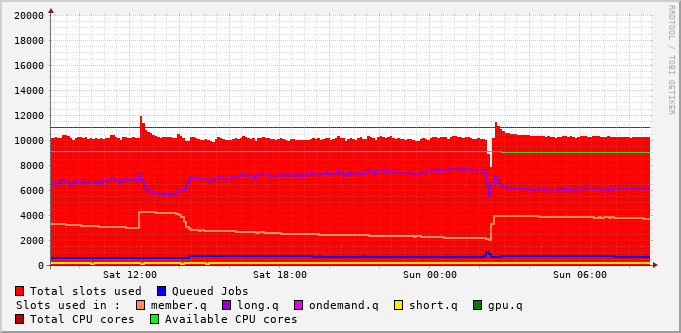 20000
18000
16000
14000
12000
10000
8000
6000
4000
2000
0
Sat 12:00 Sat 18:00 Sun 00:00 Sun 06:00
Total slots used Queued Jobs
Slots used in : member.q long.q ondemand.q short.q gpu.q
Total CPU cores Available CPU cores
RRDTOOL / TOBI OETIKER